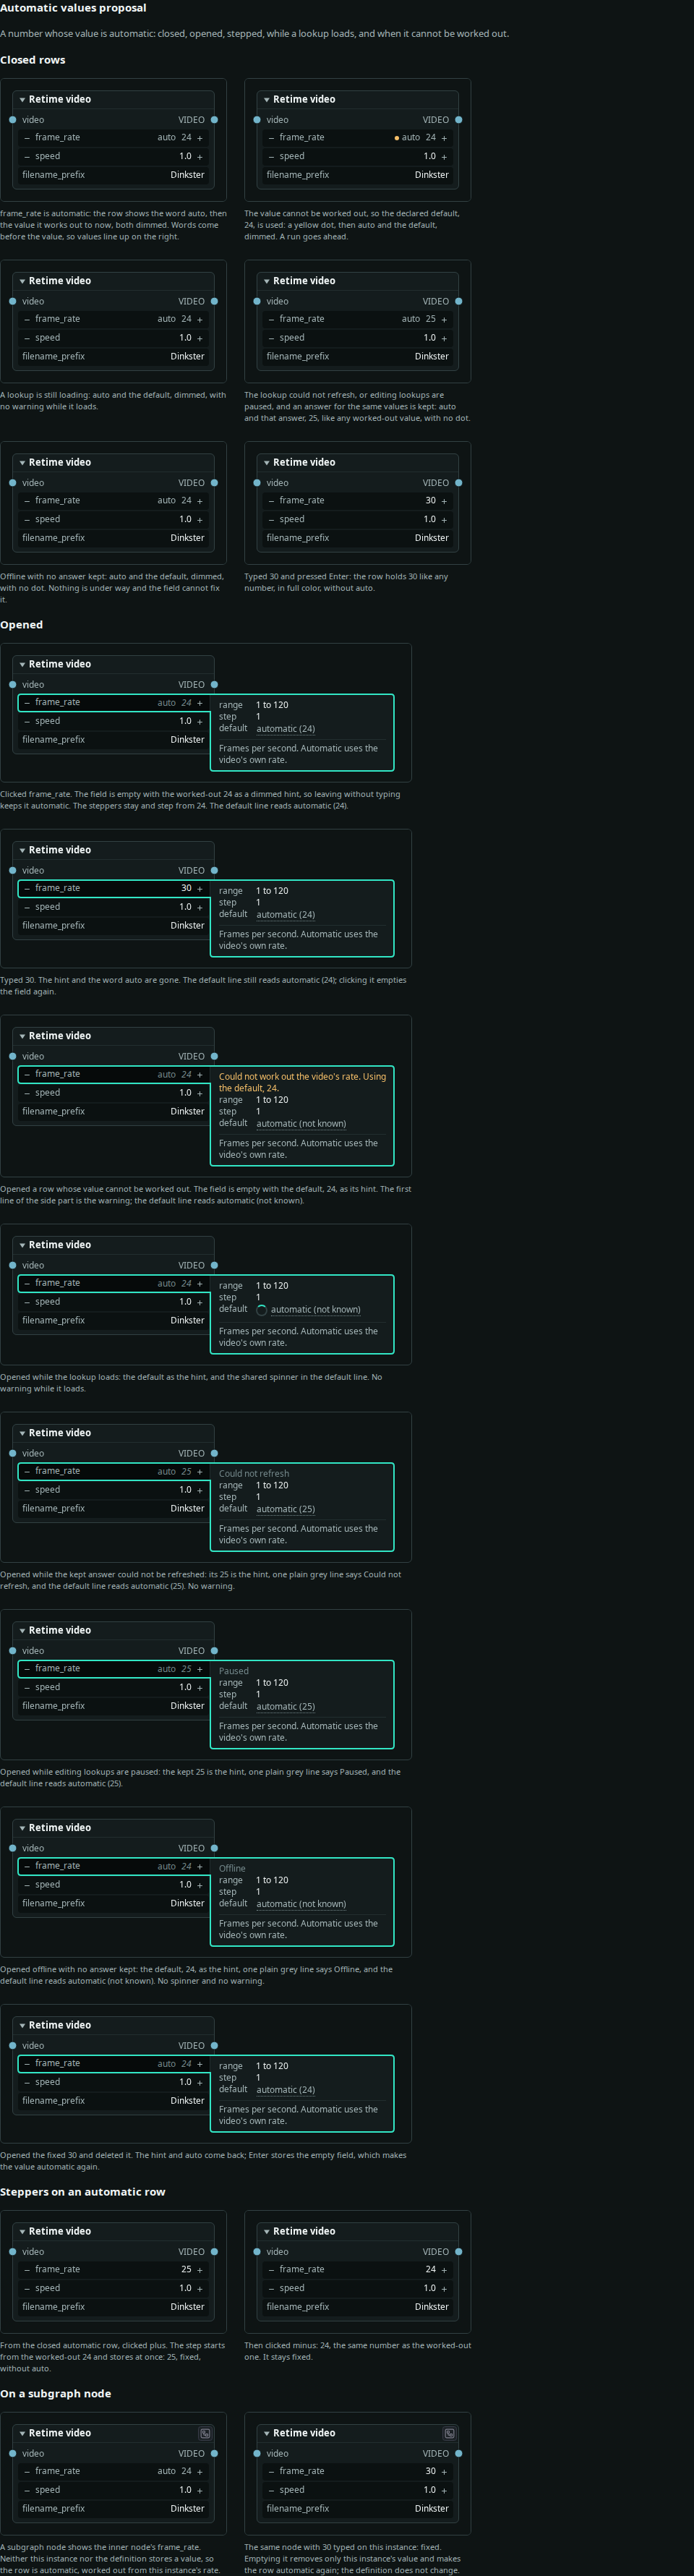 Automatic values proposal
A number whose value is automatic: closed, opened, stepped, while a lookup loads, and when it cannot be worked out.
Closed rows
Retime video
video VIDEO
− frame_rate auto 24 +
− speed 1.0 +
filename_prefix Dinkster
frame_rate is automatic: the row shows the word auto, then
the value it works out to now, both dimmed. Words come
before the value, so values line up on the right.
Retime video
video VIDEO
− frame_rate auto 24 +
− speed 1.0 +
filename_prefix Dinkster
The value cannot be worked out, so the declared default,
24, is used: a yellow dot, then auto and the default,
dimmed. A run goes ahead.
Retime video
video VIDEO
− frame_rate auto 24 +
− speed 1.0 +
filename_prefix Dinkster
A lookup is still loading: auto and the default, dimmed, with
no warning while it loads.
Retime video
video VIDEO
− frame_rate auto 25 +
− speed 1.0 +
filename_prefix Dinkster
The lookup could not refresh, or editing lookups are
paused, and an answer for the same values is kept: auto
and that answer, 25, like any worked-out value, with no dot.
Retime video
video VIDEO
− frame_rate auto 24 +
− speed 1.0 +
filename_prefix Dinkster
Offline with no answer kept: auto and the default, dimmed,
with no dot. Nothing is under way and the field cannot fix
it.
Retime video
video VIDEO
− frame_rate 30 +
− speed 1.0 +
filename_prefix Dinkster
Typed 30 and pressed Enter: the row holds 30 like any
number, in full color, without auto.
Opened
Retime video
video VIDEO
− frame_rate auto 24 +
− speed 1.0 +
filename_prefix Dinkster
range 1 to 120
step 1
default automatic (24)
Frames per second. Automatic uses the
video's own rate.
Clicked frame_rate. The field is empty with the worked-out 24 as a dimmed hint, so leaving without typing
keeps it automatic. The steppers stay and step from 24. The default line reads automatic (24).
Retime video
video VIDEO
− frame_rate 30 +
− speed 1.0 +
filename_prefix Dinkster
range 1 to 120
step 1
default automatic (24)
Frames per second. Automatic uses the
video's own rate.
Typed 30. The hint and the word auto are gone. The default line still reads automatic (24); clicking it empties
the field again.
Retime video
video VIDEO
− frame_rate auto 24 +
− speed 1.0 +
filename_prefix Dinkster
Could not work out the video's rate. Using
the default, 24.
range 1 to 120
step 1
default automatic (not known)
Frames per second. Automatic uses the
video's own rate.
Opened a row whose value cannot be worked out. The field is empty with the default, 24, as its hint. The first
line of the side part is the warning; the default line reads automatic (not known).
Retime video
video VIDEO
− frame_rate auto 24 +
− speed 1.0 +
filename_prefix Dinkster
range 1 to 120
step 1
default automatic (not known)
Frames per second. Automatic uses the
video's own rate.
Opened while the lookup loads: the default as the hint, and the shared spinner in the default line. No
warning while it loads.
Retime video
video VIDEO
− frame_rate auto 25 +
− speed 1.0 +
filename_prefix Dinkster
Could not refresh
range 1 to 120
step 1
default automatic (25)
Frames per second. Automatic uses the
video's own rate.
Opened while the kept answer could not be refreshed: its 25 is the hint, one plain grey line says Could not
refresh, and the default line reads automatic (25). No warning.
Retime video
video VIDEO
− frame_rate auto 25 +
− speed 1.0 +
filename_prefix Dinkster
Paused
range 1 to 120
step 1
default automatic (25)
Frames per second. Automatic uses the
video's own rate.
Opened while editing lookups are paused: the kept 25 is the hint, one plain grey line says Paused, and the
default line reads automatic (25).
Retime video
video VIDEO
− frame_rate auto 24 +
− speed 1.0 +
filename_prefix Dinkster
Offline
range 1 to 120
step 1
default automatic (not known)
Frames per second. Automatic uses the
video's own rate.
Opened offline with no answer kept: the default, 24, as the hint, one plain grey line says Offline, and the
default line reads automatic (not known). No spinner and no warning.
Retime video
video VIDEO
− frame_rate auto 24 +
− speed 1.0 +
filename_prefix Dinkster
range 1 to 120
step 1
default automatic (24)
Frames per second. Automatic uses the
video's own rate.
Opened the fixed 30 and deleted it. The hint and auto come back; Enter stores the empty field, which makes
the value automatic again.
Steppers on an automatic row
Retime video
video VIDEO
− frame_rate 25 +
− speed 1.0 +
filename_prefix Dinkster
From the closed automatic row, clicked plus. The step starts
from the worked-out 24 and stores at once: 25, fixed,
without auto.
Retime video
video VIDEO
− frame_rate 24 +
− speed 1.0 +
filename_prefix Dinkster
Then clicked minus: 24, the same number as the worked-out
one. It stays fixed.
On a subgraph node
Retime video
video VIDEO
− frame_rate auto 24 +
− speed 1.0 +
filename_prefix Dinkster
A subgraph node shows the inner node's frame_rate.
Neither this instance nor the definition stores a value, so
the row is automatic, worked out from this instance's rate.
Retime video
video VIDEO
− frame_rate 30 +
− speed 1.0 +
filename_prefix Dinkster
The same node with 30 typed on this instance: fixed.
Emptying it removes only this instance's value and makes
the row automatic again; the definition does not change.